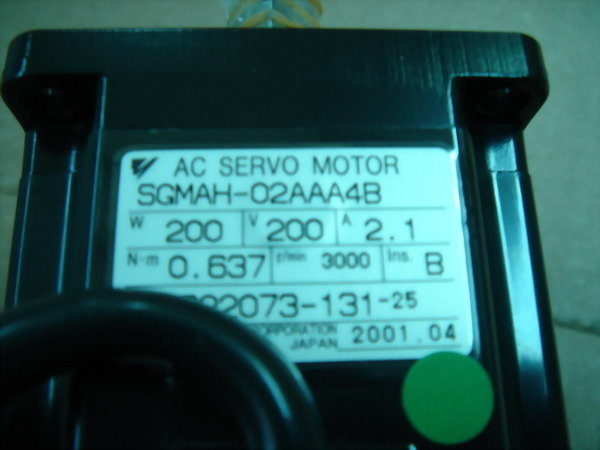 AC SERVO MOTOR
SGMAH-02AAA4B
W 200 V 200 A 2.1
N·m 0.637 r/min 3000 Ins. B
22073-131-25
CORPORATION
JAPAN 2001.04